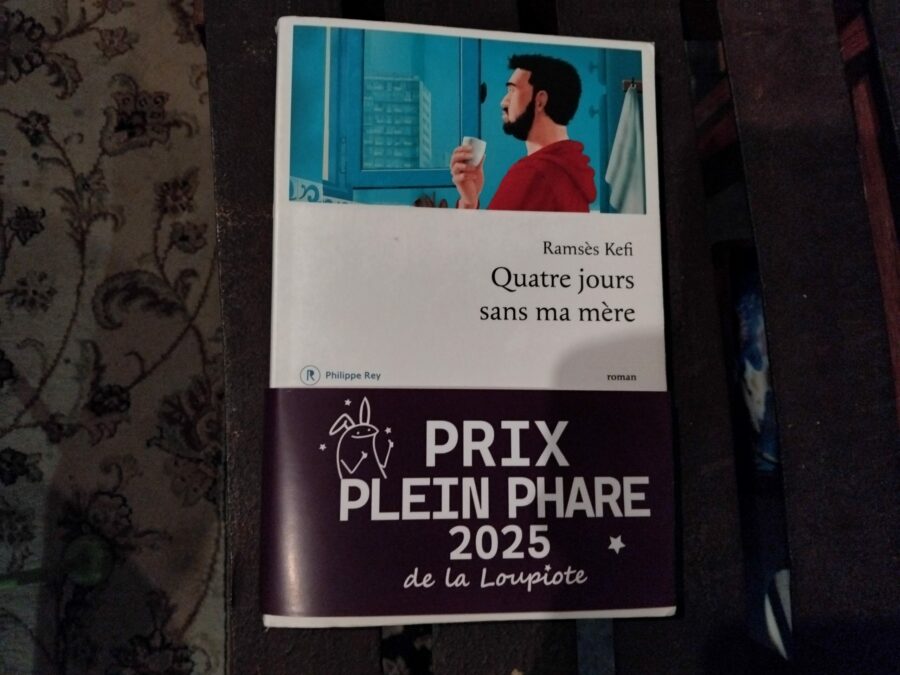 Ramsès Kefi
Quatre jours
sans ma mère
R Philippe Rey
roman
PRIX
PLEIN PHARE
2025
de la Loupiote